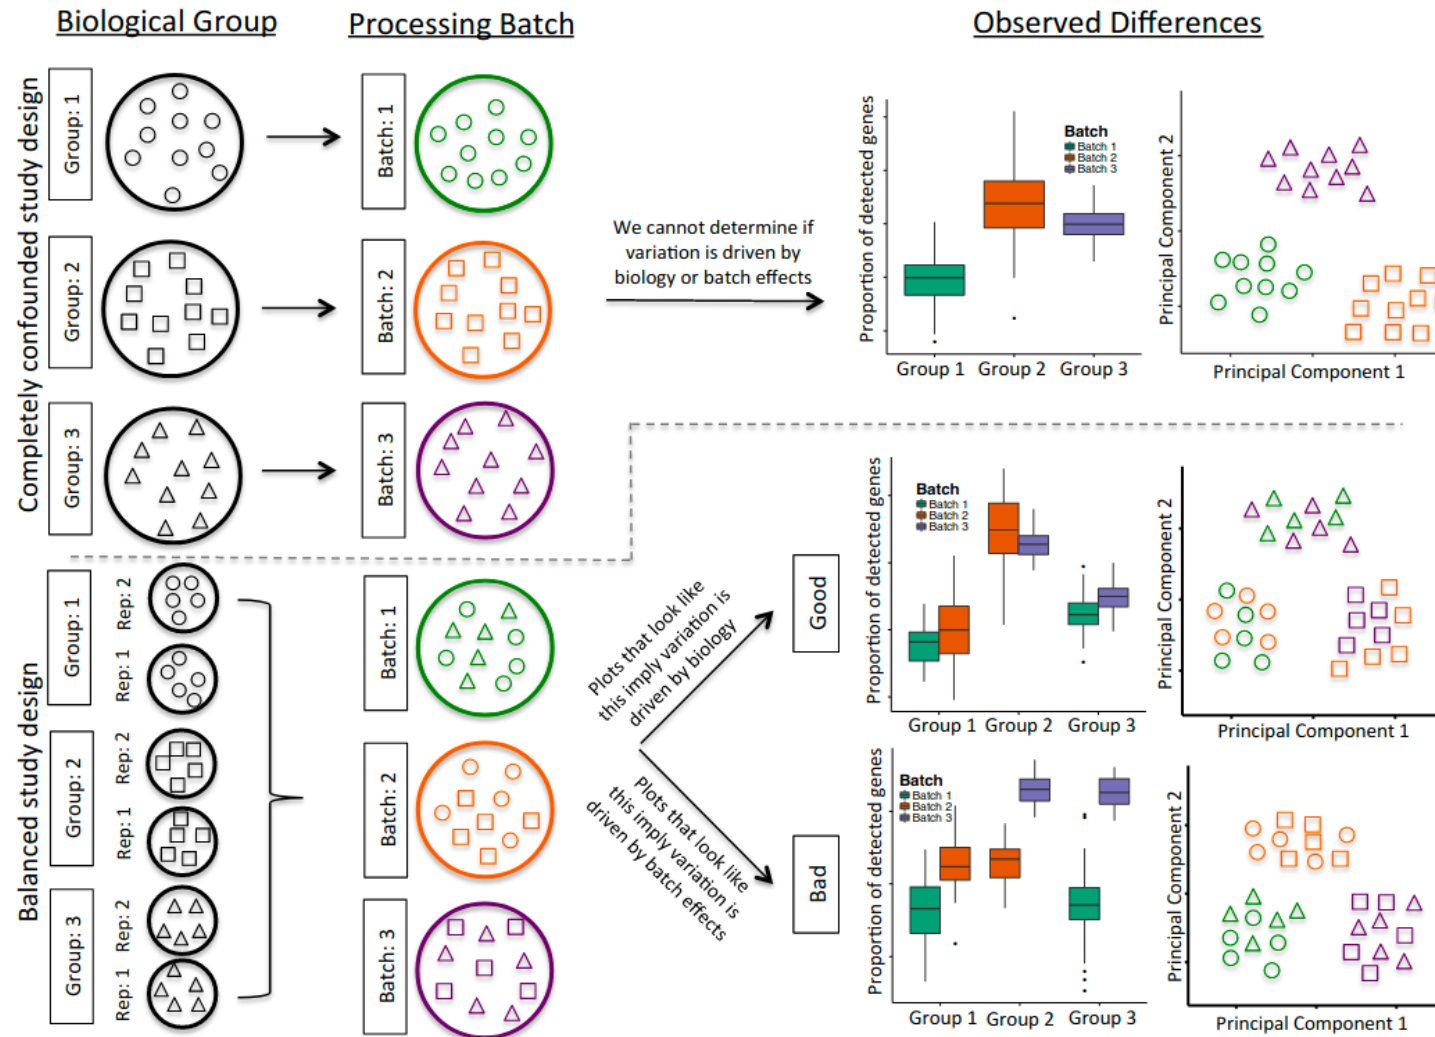 Biological Group
Processing Batch
Observed Differences
Completely confounded study design
Group: 1
Batch: 1
Group: 2
Batch: 2
Group: 3
Batch: 3
We cannot determine if
variation is driven by
biology or batch effects
Proportion of detected genes
Batch
Batch 1
Batch 2
Batch 3
Group 1
Group 2
Group 3
Principal Component 2
Principal Component 1
Balanced study design
Group: 1
Rep: 2
Rep: 1
Group: 2
Rep: 2
Rep: 1
Group: 3
Rep: 2
Rep: 1
Batch: 1
Batch: 2
Batch: 3
Plots that look like
this imply variation is
driven by biology
Good
Proportion of detected genes
Batch
Batch 1
Batch 2
Batch 3
Group 1
Group 2
Group 3
Principal Component 2
Principal Component 1
Plots that look like
this imply variation is
driven by batch effects
Bad
Proportion of detected genes
Batch
Batch 1
Batch 2
Batch 3
Group 1
Group 2
Group 3
Principal Component 2
Principal Component 1